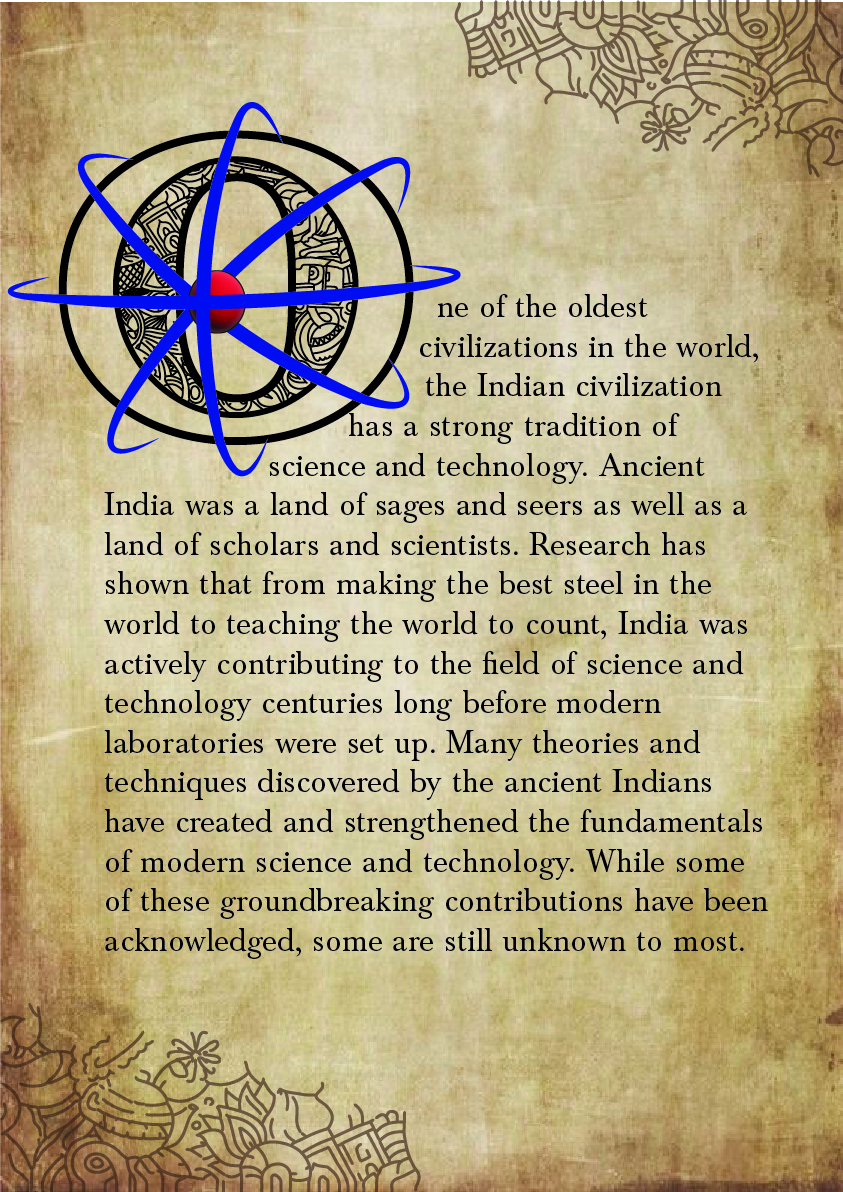 One of the oldest
civilizations in the world,
the Indian civilization
has a strong tradition of
science and technology. Ancient
India was a land of sages and seers as well as a
land of scholars and scientists. Research has
shown that from making the best steel in the
world to teaching the world to count, India was
actively contributing to the field of science and
technology centuries long before modern
laboratories were set up. Many theories and
techniques discovered by the ancient Indians
have created and strengthened the fundamentals
of modern science and technology. While some
of these groundbreaking contributions have been
acknowledged, some are still unknown to most.